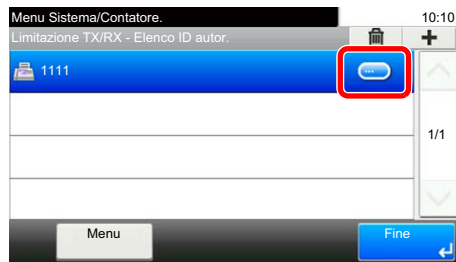 Menu Sistema/Contatore. 10:10
Limitazione TX/RX - Elenco ID autor.
1111
1/1
Menu Fine